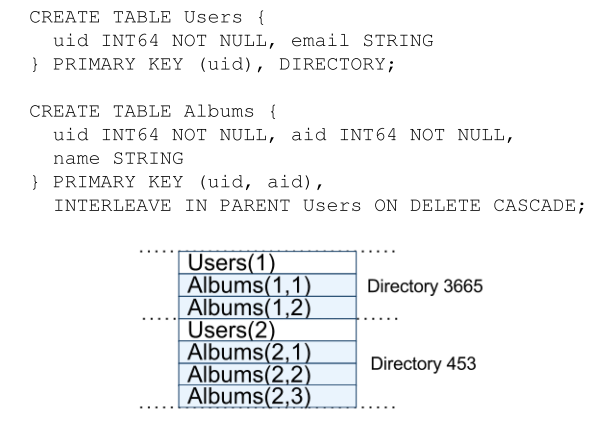 CREATE TABLE Users {
uid INT64 NOT NULL, email STRING
} PRIMARY KEY (uid), DIRECTORY;
CREATE TABLE Albums {
uid INT64 NOT NULL, aid INT64 NOT NULL,
name STRING
} PRIMARY KEY (uid, aid),
INTERLEAVE IN PARENT Users ON DELETE CASCADE;
Users(1)
Albums(1,1)
Directory 3665
Albums(1,2)
Users(2)
Albums(2,1)
Directory 453
Albums(2,2)
Albums(2,3)